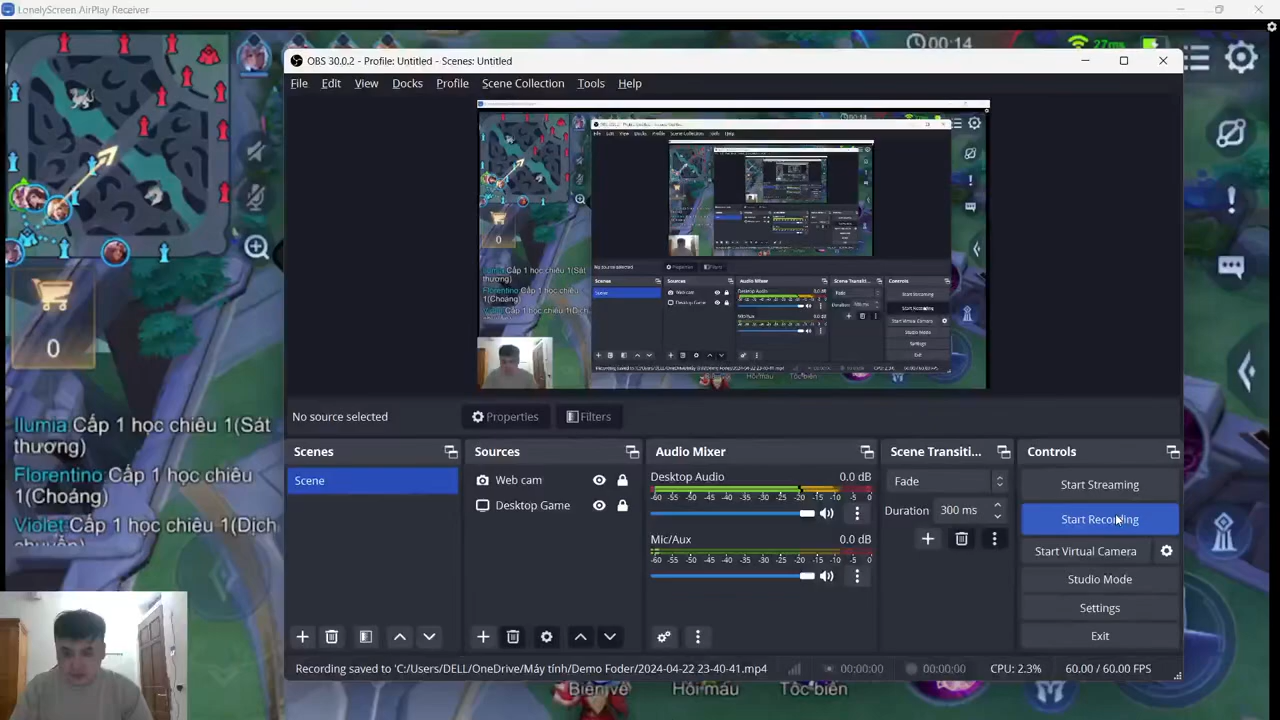 LonelyScreen AirPlay Receiver
00:14
27ms
OBS 30.0.2 - Profile: Untitled - Scenes: Untitled
File Edit View Docks Profile Scene Collection Tools Help
0
Ilumia Cấp 1 học chiêu 1(Sát
thương)
Florentino:Cấp 1 học chiêu
1(Choáng)
Violet:Cấp 1 học chiêu 1(Dịch
chuyển)
No source selected
Properties
Filters
Scenes
Scene
Sources
Web cam
Desktop Game
Audio Mixer
Desktop Audio 0.0 dB
-60 -55 -50 -45 -40 -35 -30 -25 -20 -15 -10 -5 0
Mic/Aux 0.0 dB
-60 -55 -50 -45 -40 -35 -30 -25 -20 -15 -10 -5 0
Scene Transiti...
Fade
Duration 300 ms
Controls
Start Streaming
Start Recording
Start Virtual Camera
Studio Mode
Settings
Exit
Recording saved to 'C:/Users/DELL/OneDrive/Máy tính/Demo Foder/2024-04-22 23-40-41.mp4
00:00:00
00:00:00
CPU: 2.3%
60.00 / 60.00 FPS
Biến về
Hồi máu
Tốc biến